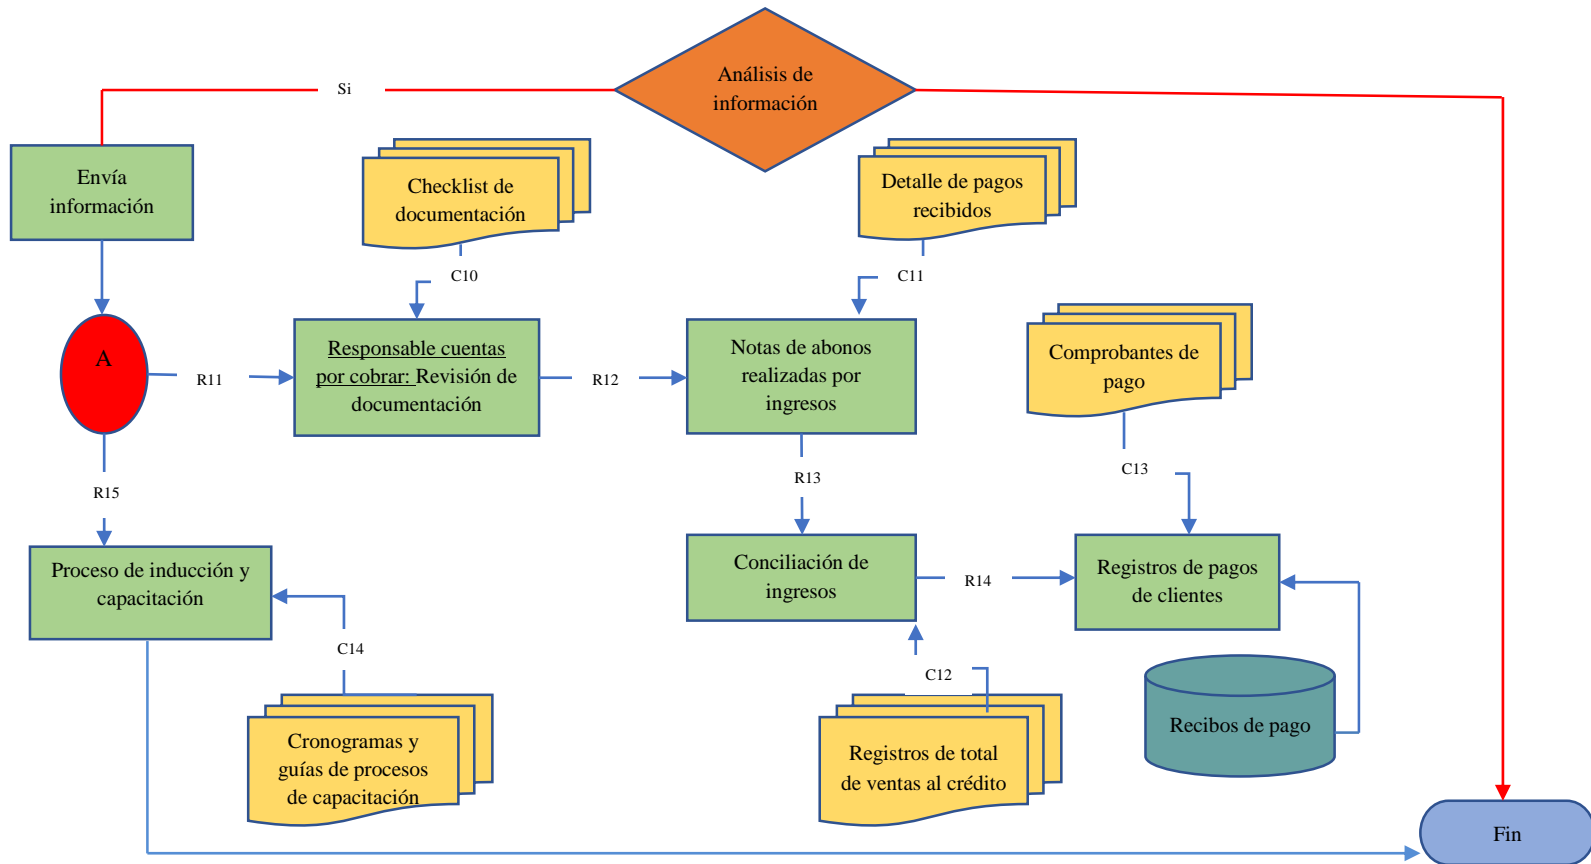 Análisis de
información
Si
Envía
información
Checklist de
documentación
Detalle de pagos
recibidos
C10
C11
A
R11
Responsable cuentas
por cobrar: Revisión de
documentación
R12
Notas de abonos
realizadas por
ingresos
Comprobantes de
pago
R15
R13
C13
Proceso de inducción y
capacitación
Conciliación de
ingresos
R14
Registros de pagos
de clientes
C14
C12
Cronogramas y
guías de procesos
de capacitación
Registros de total
de ventas al crédito
Recibos de pago
Fin